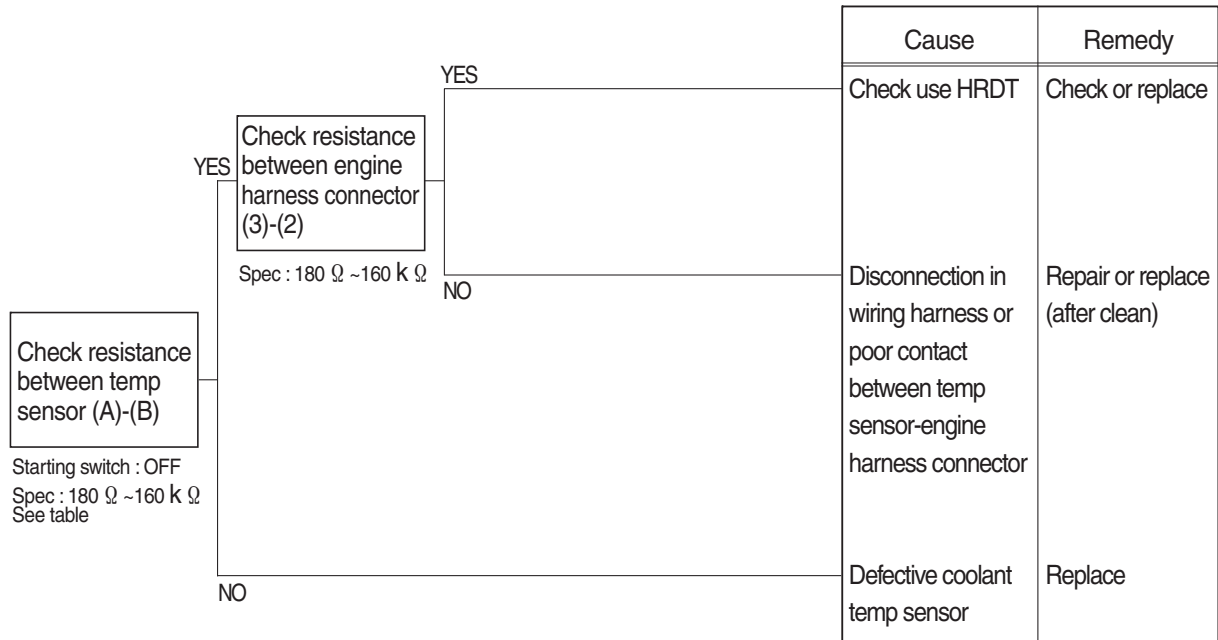 Cause
Remedy
YES
Check use HRDT
Check or replace
Check resistance
between engine
harness connector
(3)-(2)
YES
Spec : 180 Ω ~160 k Ω
NO
Disconnection in
wiring harness or
poor contact
between temp
sensor-engine
harness connector
Repair or replace
(after clean)
Check resistance
between temp
sensor (A)-(B)
Starting switch : OFF
Spec : 180 Ω ~160 k Ω
See table
NO
Defective coolant
temp sensor
Replace